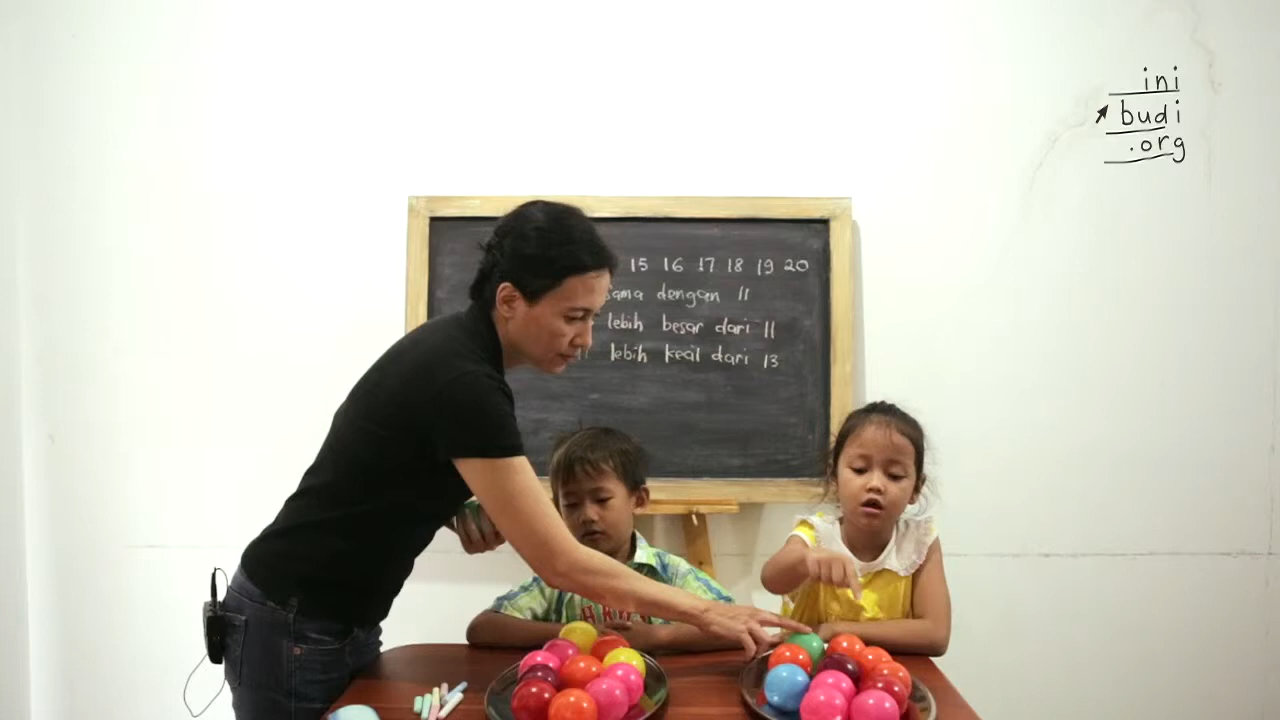 ini
budi
.org
15 16 17 18 19 20
sama dengan 11
lebih besar dari 11
lebih kecil dari 13